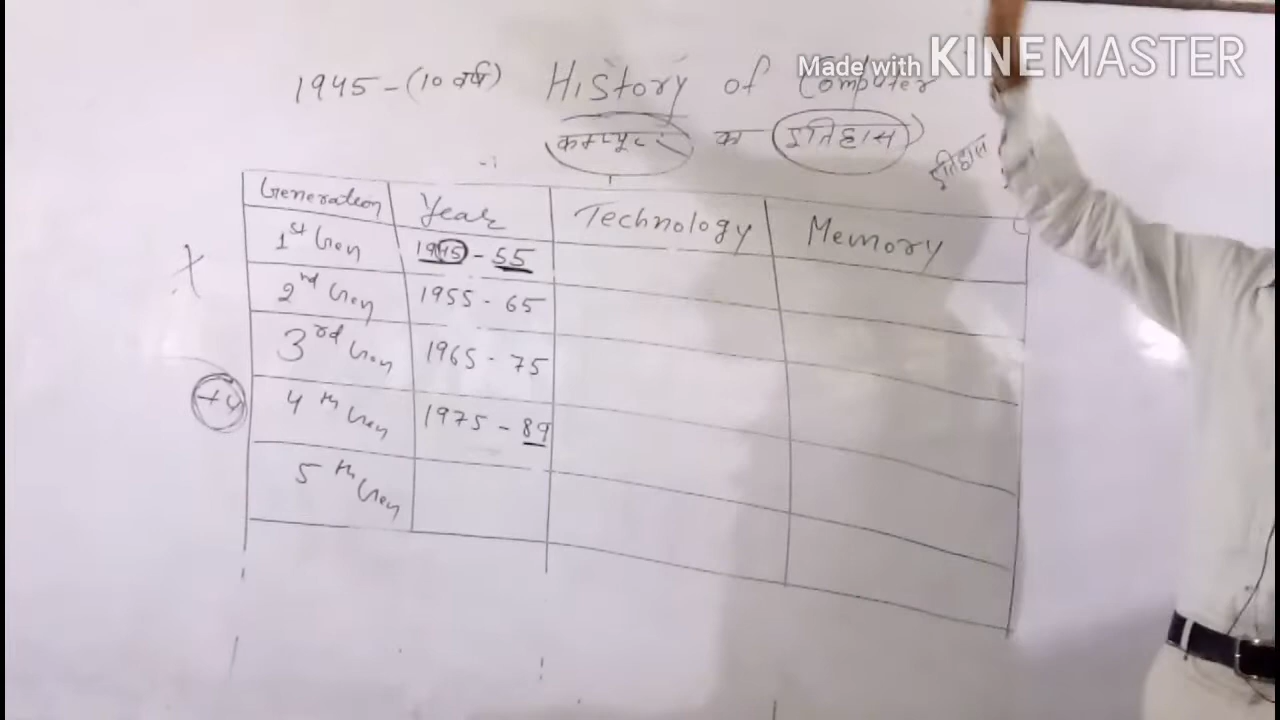 Made with KINEMASTER
1945 - (10 वर्ष) History of Computer
कम्प्यूटर का इतिहास
इतिहास
Generation Year Technology Memory
1st Gen 1945 - 55
2nd Gen 1955 - 65
3rd Gen 1965 - 75
+4 4th Gen 1975 - 89
5th Gen